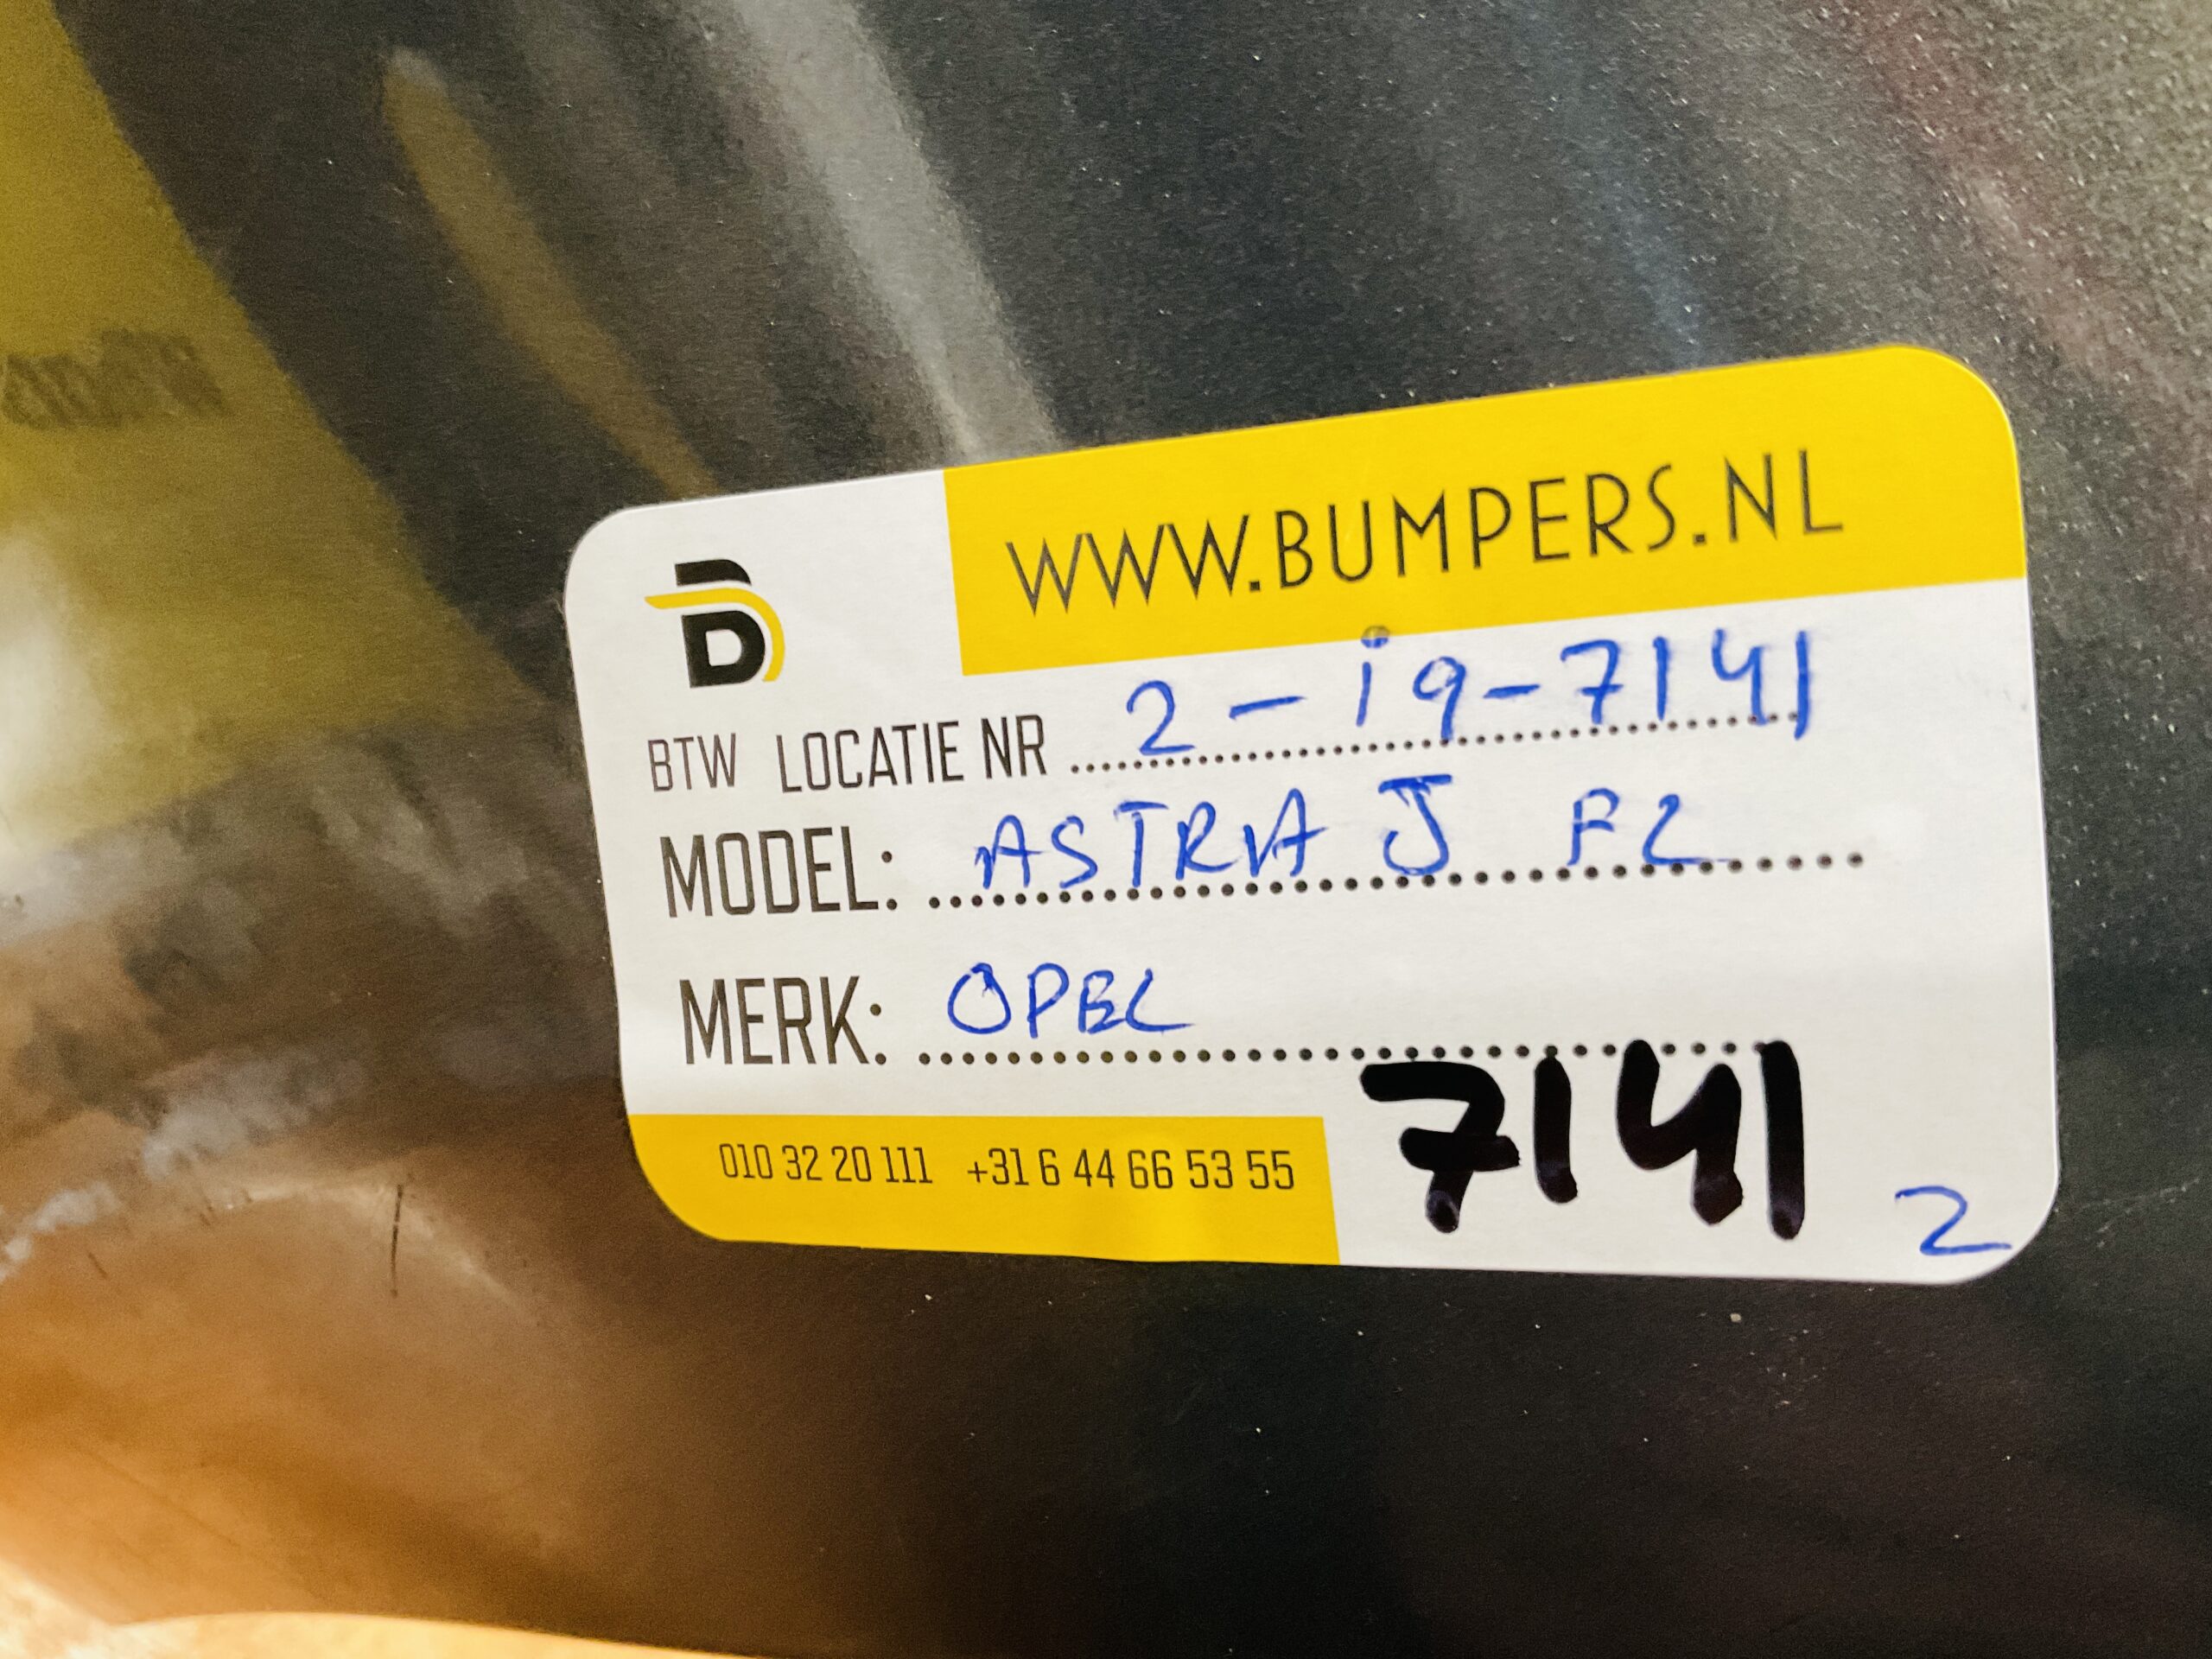 WWW.BUMPERS.NL
BTW LOCATIE NR 2-i9-7141
MODEL: ASTRA J FL
MERK: OPEL
7141
010 32 20 111 +31 6 44 66 53 55
2